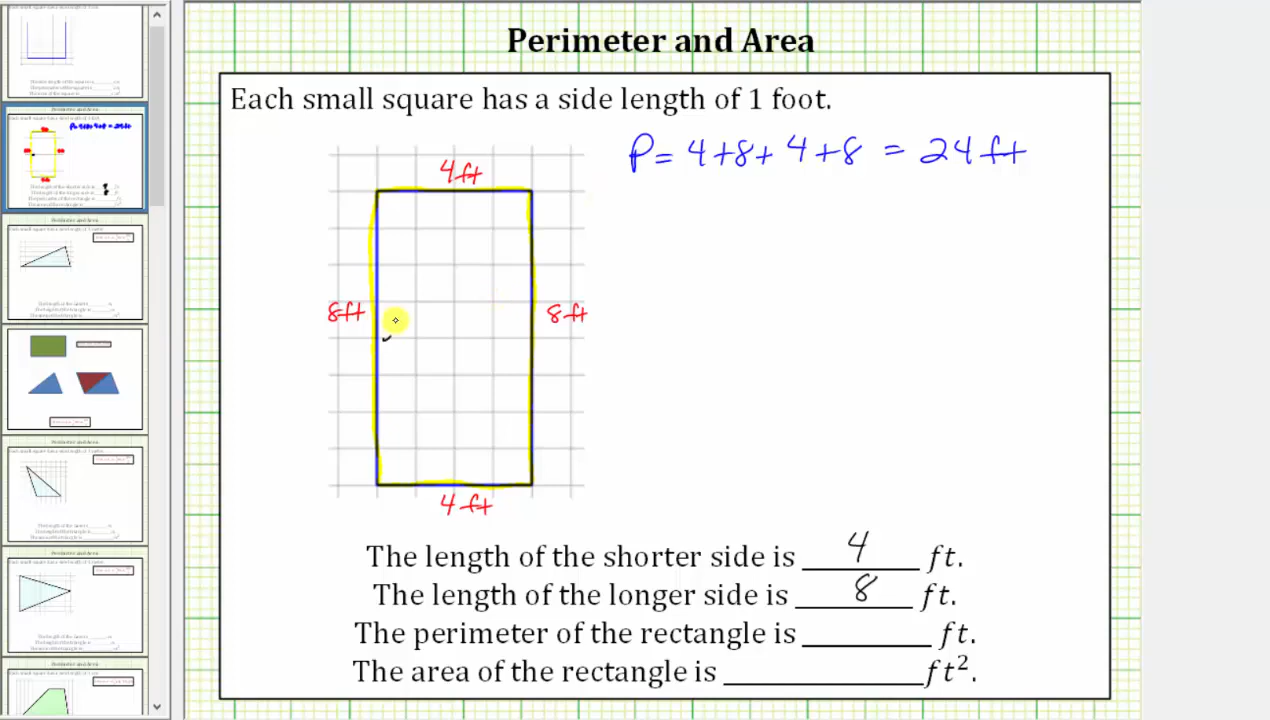 Perimeter and Area
Each small square has a side length of 1 foot.
P = 4+8+4+8 = 24 ft
4 ft
8 ft
8 ft
4 ft
The length of the shorter side is 4 ft.
The length of the longer side is 8 ft.
The perimeter of the rectangle is ________ ft.
The area of the rectangle is ____________ ft².